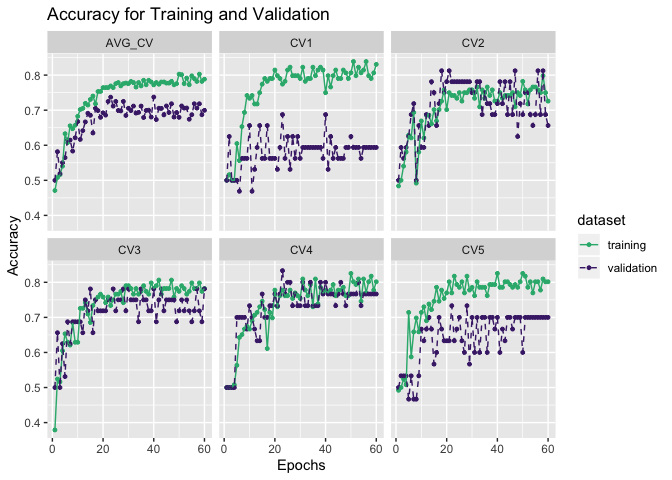 Accuracy for Training and Validation
AVG_CV CV1 CV2
0.8
0.7
0.6
0.5
0.4
Accuracy
CV3 CV4 CV5
0.8
0.7
0.6
0.5
0.4
0 20 40 60 0 20 40 60 0 20 40 60
Epochs
dataset
training
validation